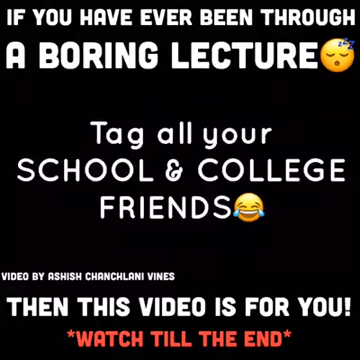 IF YOU HAVE EVER BEEN THROUGH
A BORING LECTURE😴
Tag all your
SCHOOL & COLLEGE
FRIENDS😂
VIDEO BY ASHISH CHANCHLANI VINES
THEN THIS VIDEO IS FOR YOU!
*WATCH TILL THE END*